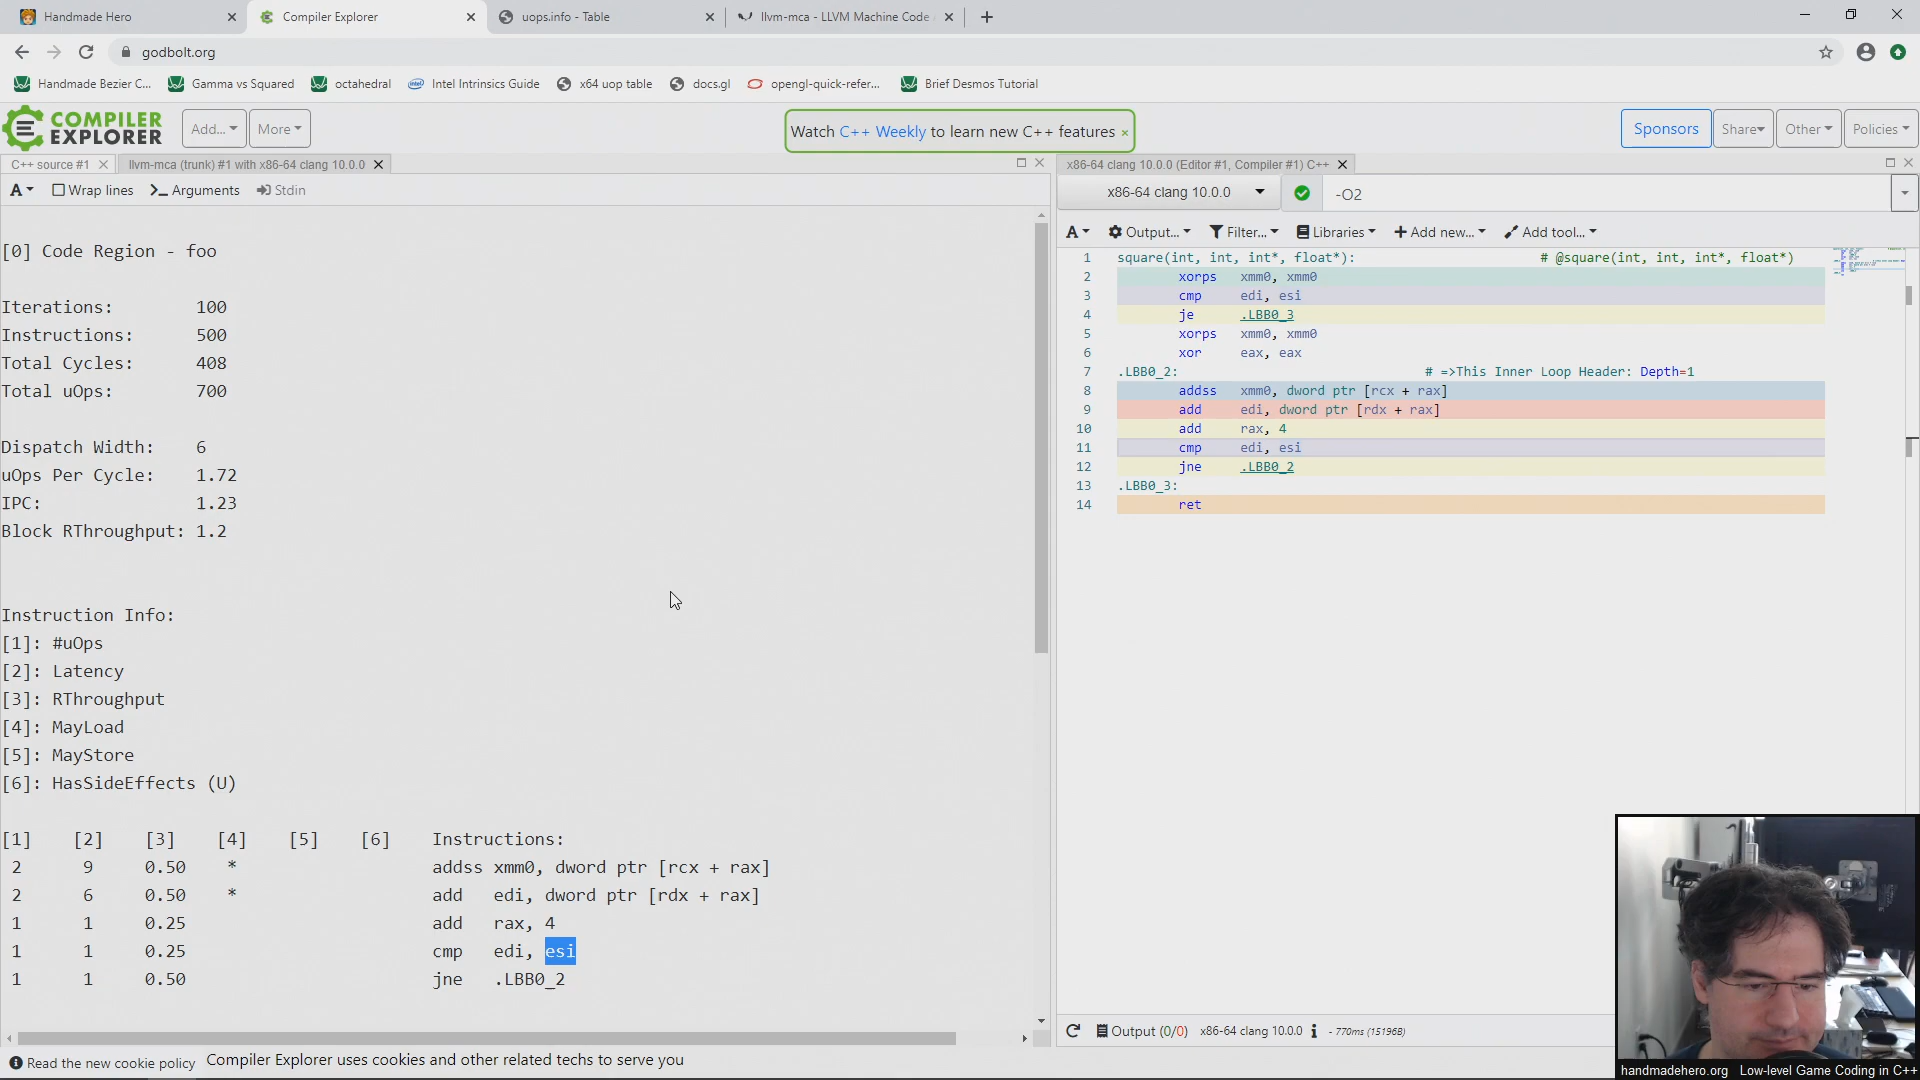 Handmade Hero
Compiler Explorer
uops.info - Table
llvm-mca - LLVM Machine Code
godbolt.org
Handmade Bezier C...
Gamma vs Squared
octahedral
Intel Intrinsics Guide
x64 uop table
docs.gl
opengl-quick-refer...
Brief Desmos Tutorial
COMPILER
EXPLORER
Add...
More
Watch C++ Weekly to learn new C++ features ×
Sponsors
Share
Other
Policies
C++ source #1
llvm-mca (trunk) #1 with x86-64 clang 10.0.0
A
Wrap lines
Arguments
Stdin
[0] Code Region - foo
Iterations: 100
Instructions: 500
Total Cycles: 408
Total uOps: 700
Dispatch Width: 6
uOps Per Cycle: 1.72
IPC: 1.23
Block RThroughput: 1.2
Instruction Info:
[1]: #uOps
[2]: Latency
[3]: RThroughput
[4]: MayLoad
[5]: MayStore
[6]: HasSideEffects (U)
[1] [2] [3] [4] [5] [6] Instructions:
2 9 0.50 * addss xmm0, dword ptr [rcx + rax]
2 6 0.50 * add edi, dword ptr [rdx + rax]
1 1 0.25 add rax, 4
1 1 0.25 cmp edi, esi
1 1 0.50 jne .LBB0_2
x86-64 clang 10.0.0 (Editor #1, Compiler #1) C++
x86-64 clang 10.0.0
-O2
A
Output...
Filter...
Libraries
Add new...
Add tool...
1 square(int, int, int*, float*): # @square(int, int, int*, float*)
2 xorps xmm0, xmm0
3 cmp edi, esi
4 je .LBB0_3
5 xorps xmm0, xmm0
6 xor eax, eax
7 .LBB0_2: # =>This Inner Loop Header: Depth=1
8 addss xmm0, dword ptr [rcx + rax]
9 add edi, dword ptr [rdx + rax]
10 add rax, 4
11 cmp edi, esi
12 jne .LBB0_2
13 .LBB0_3:
14 ret
Output (0/0) x86-64 clang 10.0.0 i - 770ms (15196B)
Read the new cookie policy Compiler Explorer uses cookies and other related techs to serve you
handmadehero.org Low-level Game Coding in C++